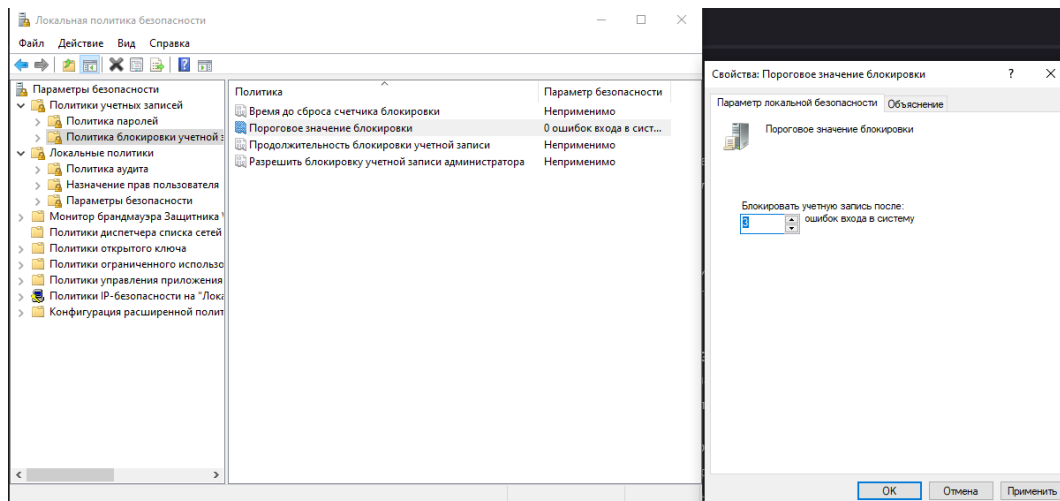 Локальная политика безопасности
Файл Действие Вид Справка
Параметры безопасности
Политики учетных записей
Политика паролей
Политика блокировки учетной з
Локальные политики
Политика аудита
Назначение прав пользователя
Параметры безопасности
Монитор брандмауэра Защитника
Политики диспетчера списка сетей
Политики открытого ключа
Политики ограниченного использо
Политики управления приложения
Политики IP-безопасности на "Лока
Конфигурация расширенной полит
Политика Параметр безопасности
Время до сброса счетчика блокировки Неприменимо
Пороговое значение блокировки 0 ошибок входа в сист...
Продолжительность блокировки учетной записи Неприменимо
Разрешить блокировку учетной записи администратора Неприменимо
Свойства: Пороговое значение блокировки ?
Параметр локальной безопасности Объяснение
Пороговое значение блокировки
Блокировать учетную запись после:
3 ошибок входа в систему
OK Отмена Применить